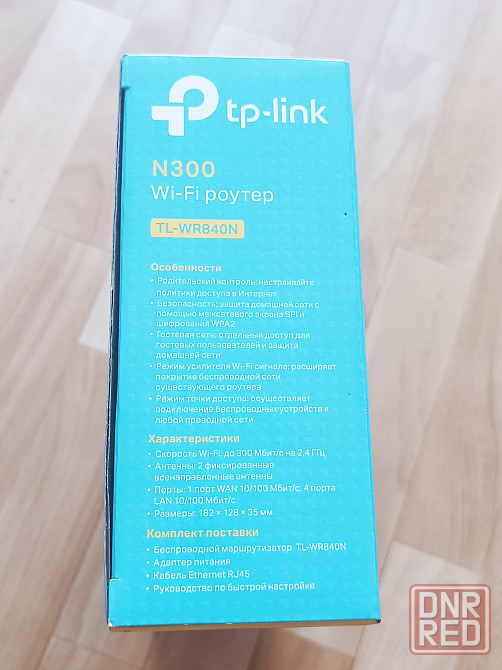 tp-link
N300
Wi-Fi роутер
TL-WR840N
Особенности
• Родительский контроль: настраивайте
политики доступа в Интернет
• Безопасность: защита домашней сети с
помощью межсетевого экрана SPI и
шифрования WPA2
• Гостевая сеть: отдельный доступ для
гостевых пользователей и защита
домашней сети
• Режим усилителя Wi-Fi сигнала: расширяет
покрытие беспроводной сети
существующего роутера
• Режим точки доступа: осуществляет
подключение беспроводных устройств к
любой проводной сети
Характеристики
• Скорость Wi-Fi: до 300 Мбит/с на 2,4 ГГц
• Антенны: 2 фиксированные
всенаправленные антенны
• Порты: 1 порт WAN 10/100 Мбит/с, 4 порта
LAN 10/100 Мбит/с
• Размеры: 182 × 128 × 35 мм
Комплект поставки
• Беспроводной маршрутизатор TL-WR840N
• Адаптер питания
• Кабель Ethernet RJ45
• Руководство по быстрой настройке
DNR
RED